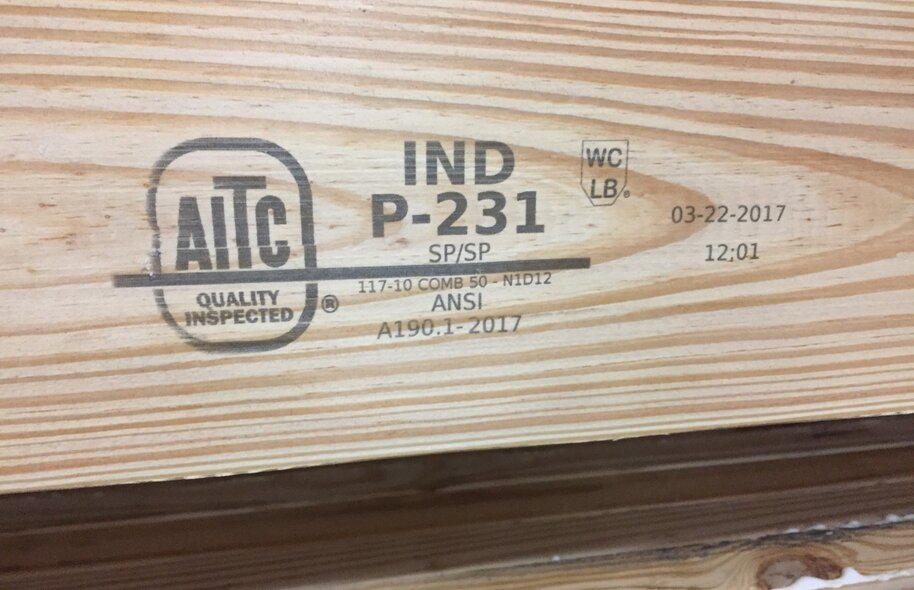 AITC
QUALITY
INSPECTED
®
IND
P-231
SP/SP
117-10 COMB 50 - N1D12
ANSI
A190.1-2017
WC
LB®
03-22-2017
12:01